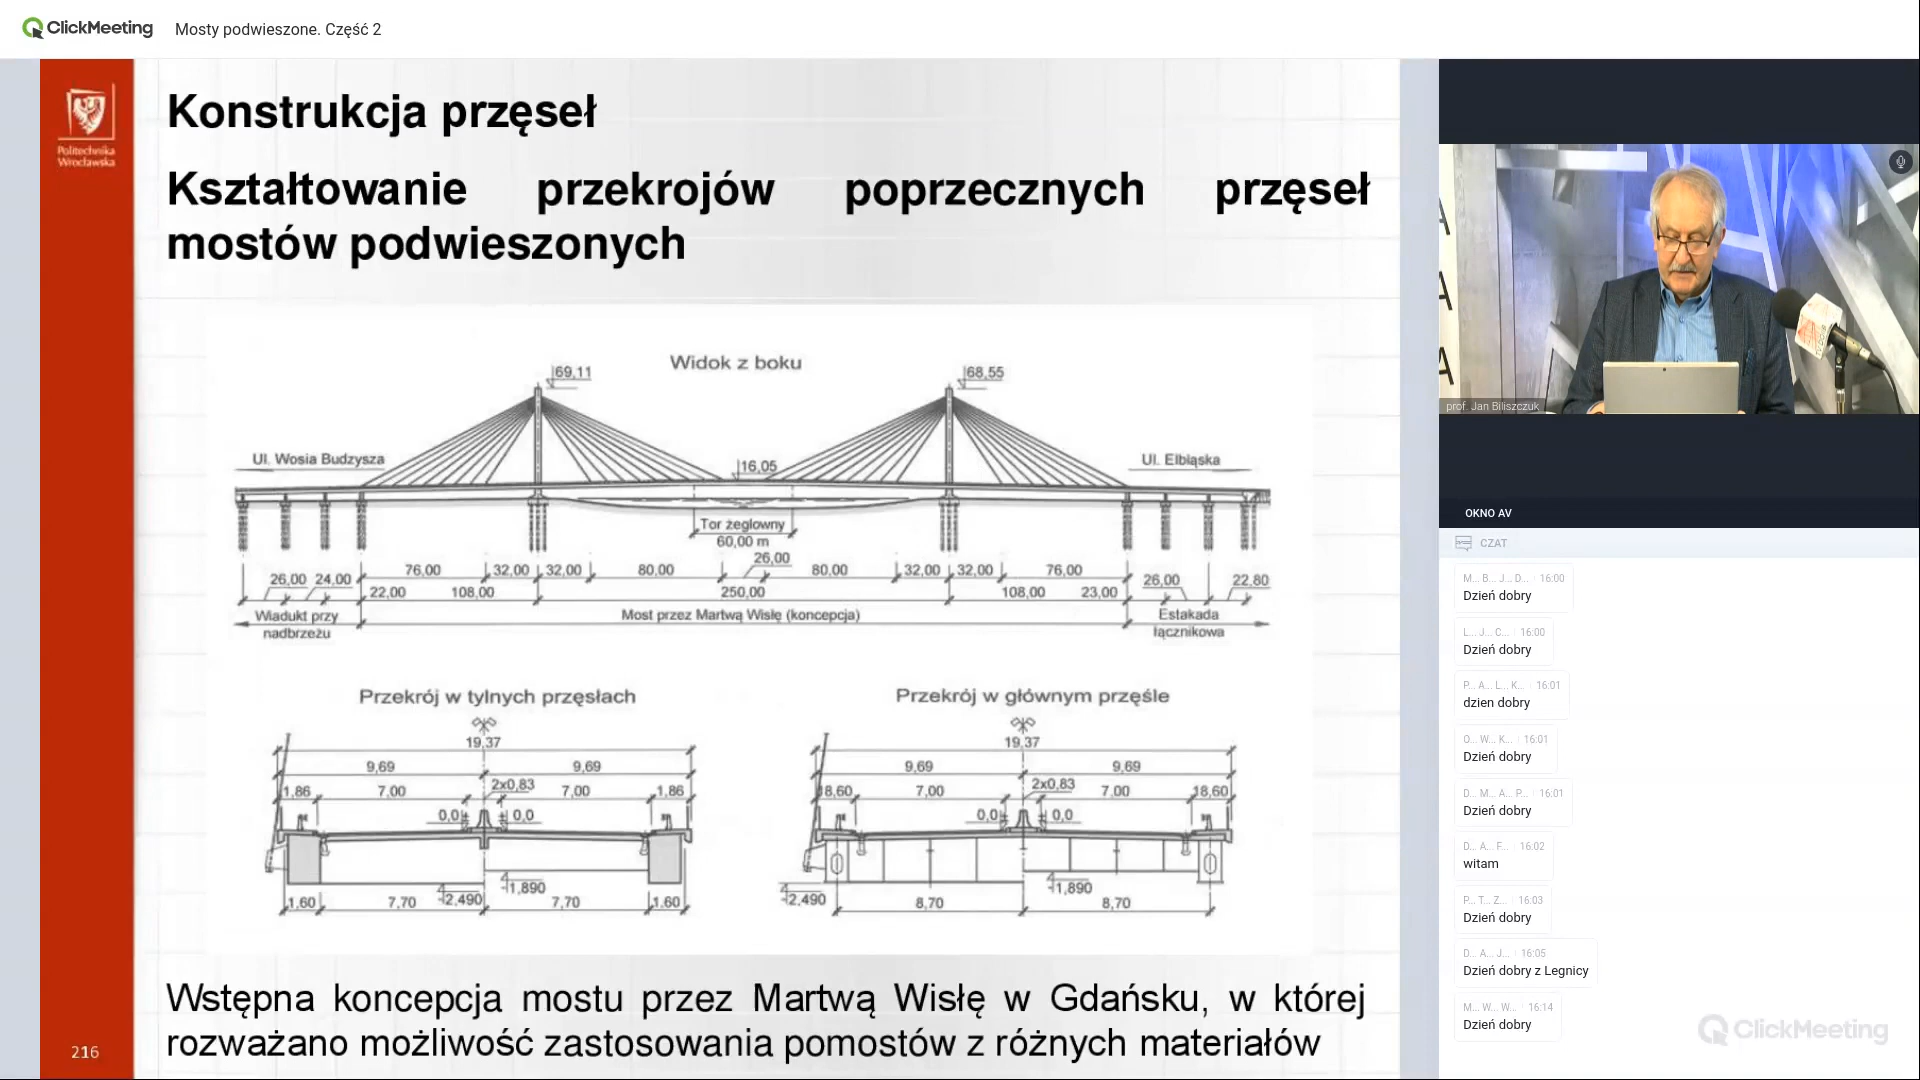 ClickMeeting Mosty podwieszone. Część 2
Politechnika
Wrocławska
Konstrukcja przęseł
Kształtowanie przekrojów poprzecznych przęseł
mostów podwieszonych
Widok z boku
69,11
68,55
Ul. Wosia Budzysza
16,05
Ul. Elbląska
Tor żeglowny
60,00 m
26,00
76,00 32,00 32,00 80,00 80,00 32,00 32,00 76,00
26,00 24,00 26,00 22,80
22,00 108,00 250,00 108,00 23,00
Wiadukt przy
nadbrzeżu
Most przez Martwą Wisłę (koncepcja)
Estakada
łącznikowa
Przekrój w tylnych przęsłach
19,37
9,69 9,69
2x0,83
1,86 7,00 7,00 1,86
0,0 0,0
-1,890
-2,490
1,60 7,70 7,70 1,60
Przekrój w głównym przęśle
19,37
9,69 9,69
2x0,83
18,60 7,00 7,00 18,60
0,0 0,0
-1,890
-2,490
8,70 8,70
Wstępna koncepcja mostu przez Martwą Wisłę w Gdańsku, w której
rozważano możliwość zastosowania pomostów z różnych materiałów
216
prof. Jan Biliszczuk
OKNO AV
CZAT
M... B... J... D... 16:00
Dzień dobry
L... J... C... 16:00
Dzień dobry
P... A... L... K... 16:01
dzien dobry
O... W... K... 16:01
Dzień dobry
D... M... A... P... 16:01
Dzień dobry
D... A... F... 16:02
witam
P... T... Z... 16:03
Dzień dobry
D... A... J... 16:05
Dzień dobry z Legnicy
M... W... W... 16:14
Dzień dobry
ClickMeeting